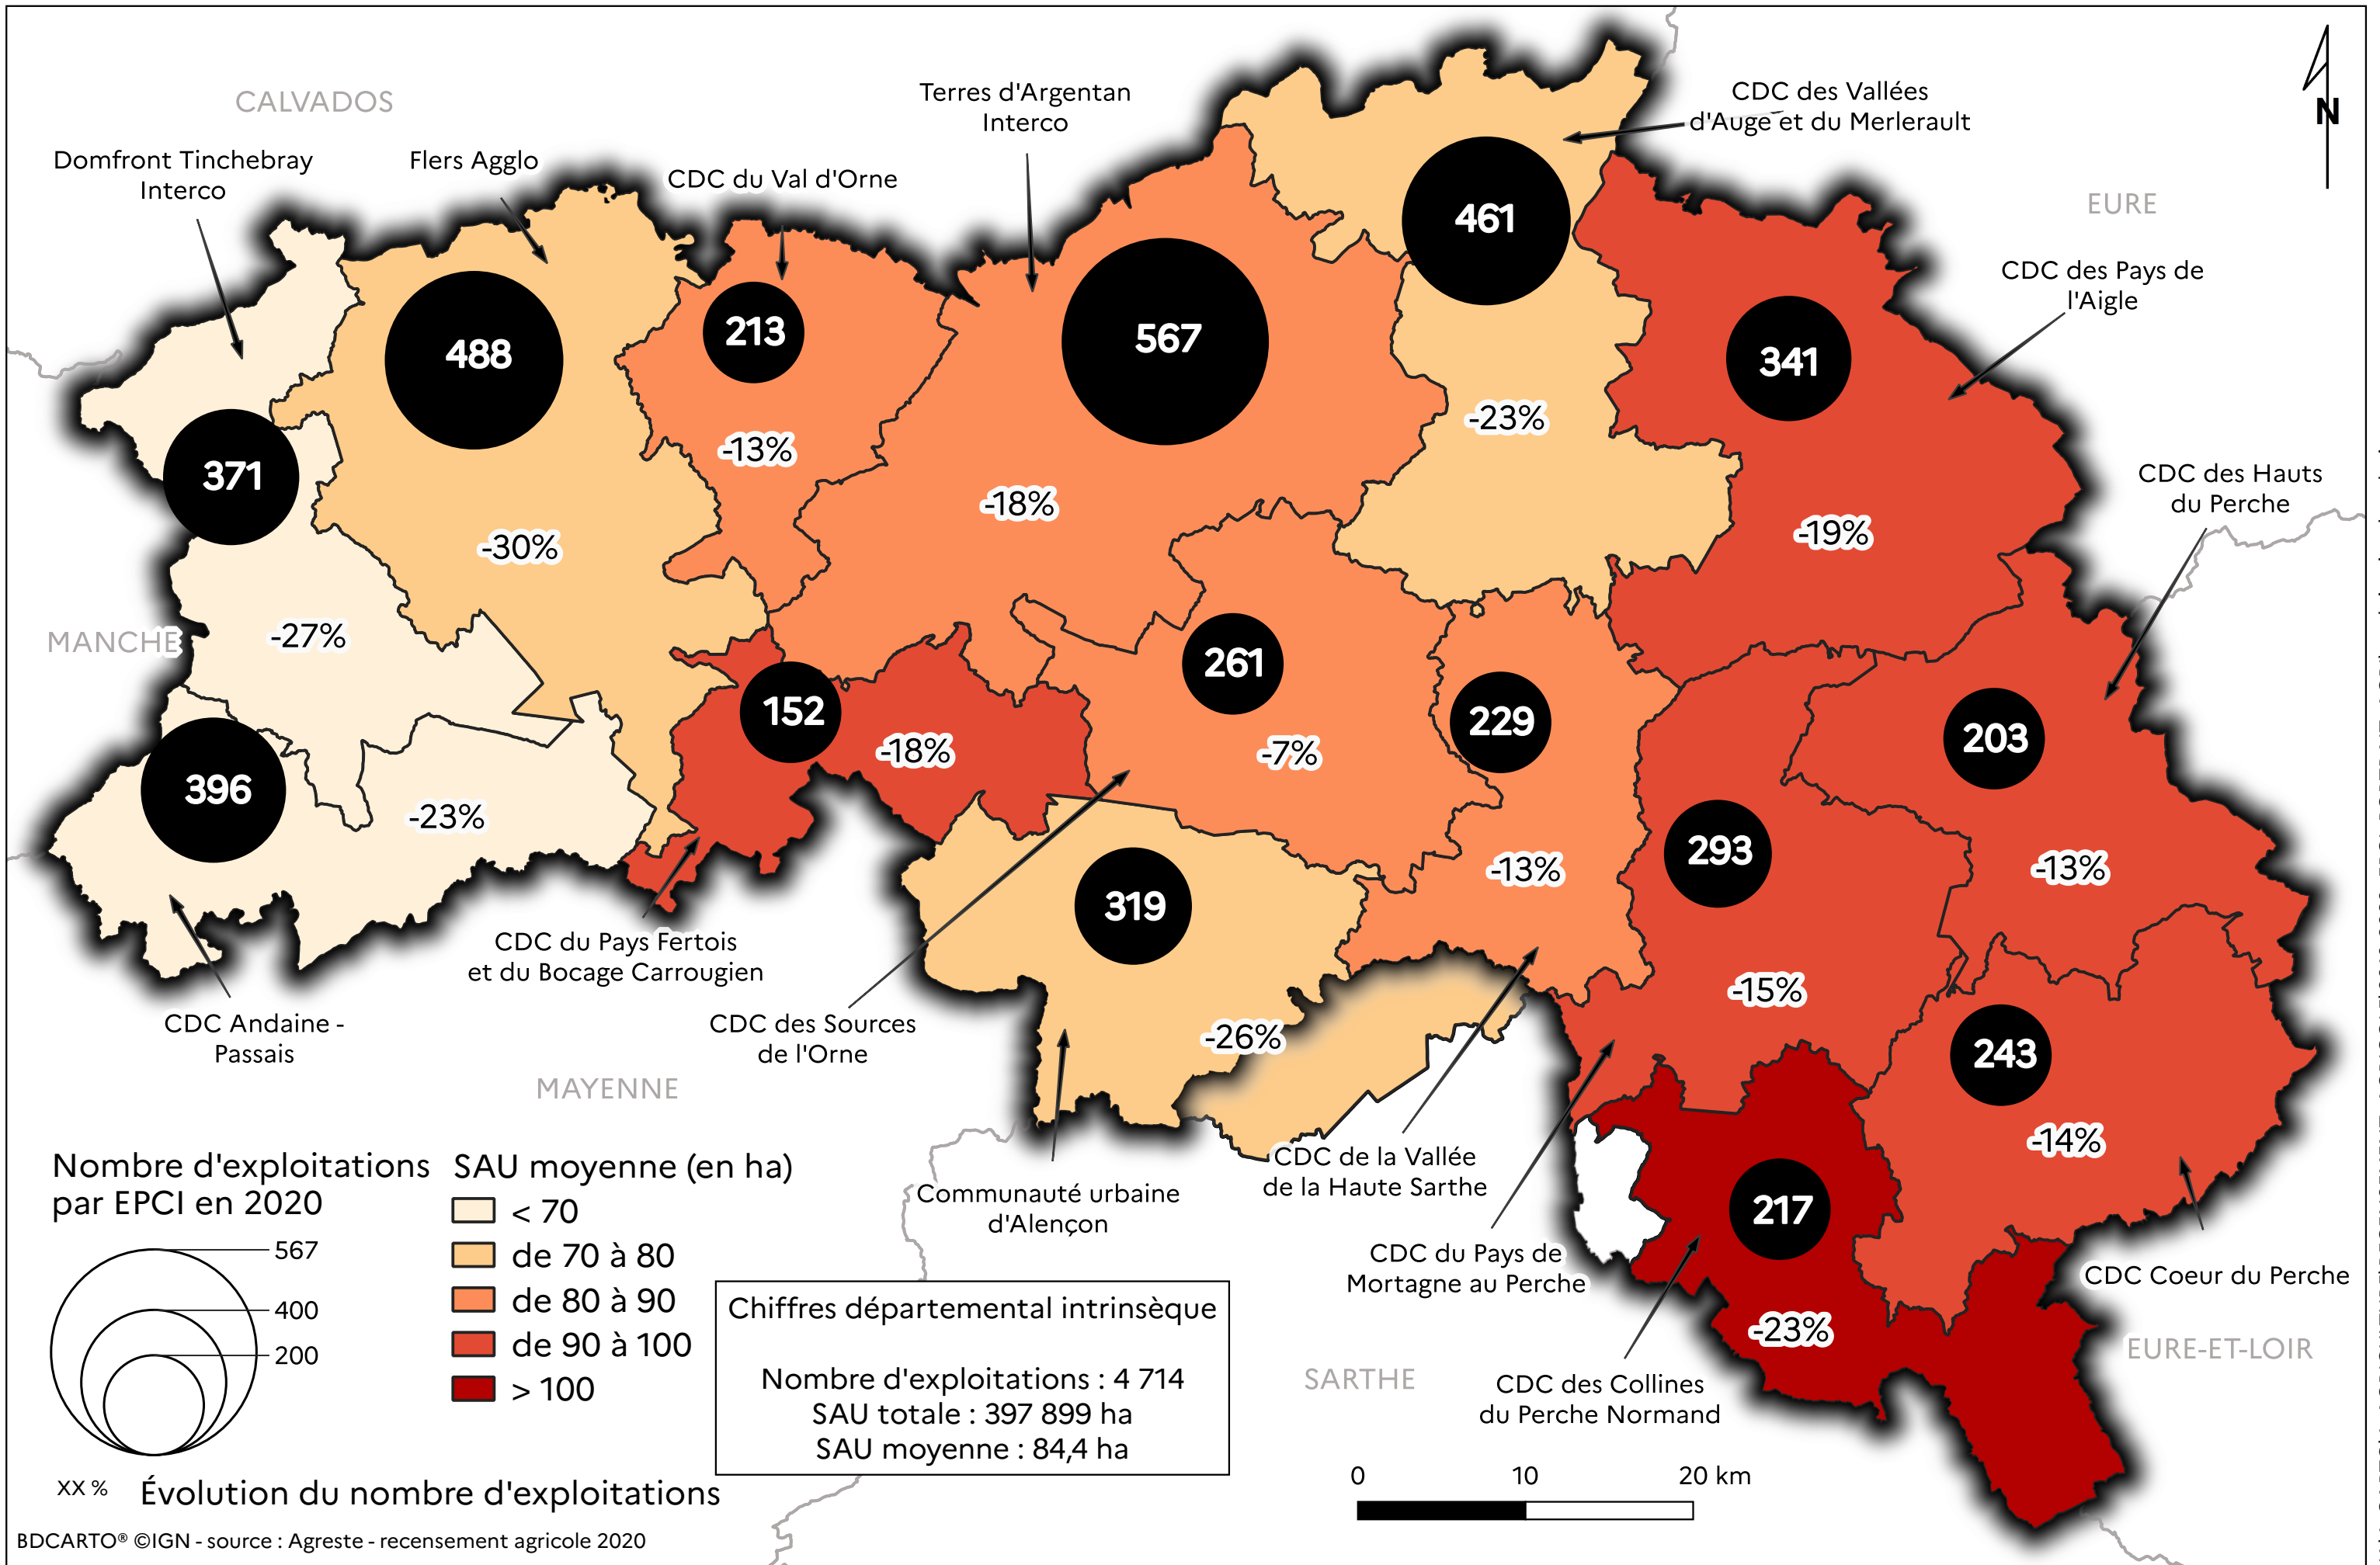 CALVADOS
Terres d'Argentan
Interco
CDC des Vallées
d'Auge et du Merlerault
N
Domfront Tinchebray
Interco
Flers Agglo
CDC du Val d'Orne
EURE
CDC des Pays de
l'Aigle
461
213
567
488
341
-23%
-13%
371
CDC des Hauts
du Perche
-18%
-30%
-19%
MANCHE
-27%
261
152
229
203
-18%
-7%
396
-23%
293
-13%
-13%
319
CDC du Pays Fertois
et du Bocage Carrougien
-15%
CDC Andaine -
Passais
CDC des Sources
de l'Orne
-26%
243
MAYENNE
-14%
CDC de la Vallée
de la Haute Sarthe
Communauté urbaine
d'Alençon
217
CDC du Pays de
Mortagne au Perche
CDC Coeur du Perche
-23%
EURE-ET-LOIR
SARTHE
CDC des Collines
du Perche Normand
Nombre d'exploitations
par EPCI en 2020
567
400
200
SAU moyenne (en ha)
< 70
de 70 à 80
de 80 à 90
de 90 à 100
> 100
Chiffres départemental intrinsèque
Nombre d'exploitations : 4 714
SAU totale : 397 899 ha
SAU moyenne : 84,4 ha
0 10 20 km
XX % Évolution du nombre d'exploitations
BDCARTO® ©IGN - source : Agreste - recensement agricole 2020